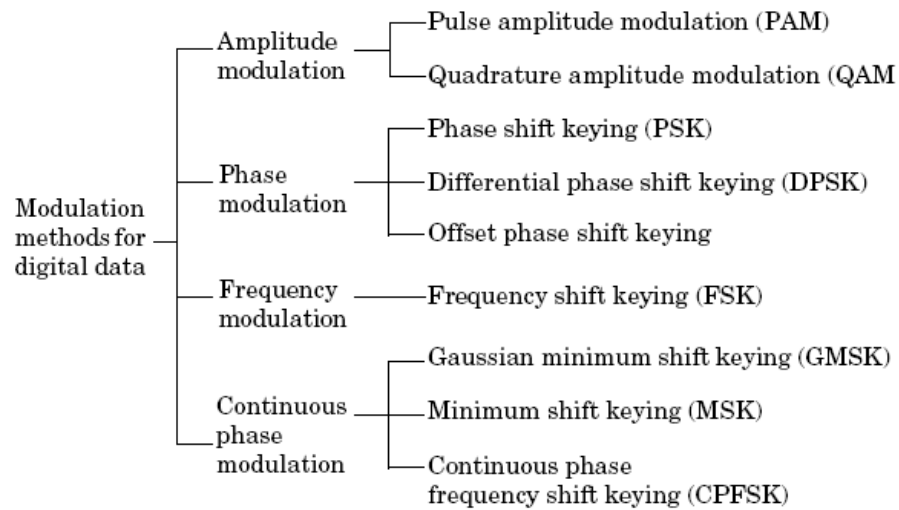 Modulation
methods for
digital data
Amplitude
modulation
Pulse amplitude modulation (PAM)
Quadrature amplitude modulation (QAM
Phase
modulation
Phase shift keying (PSK)
Differential phase shift keying (DPSK)
Offset phase shift keying
Frequency
modulation
Frequency shift keying (FSK)
Continuous
phase
modulation
Gaussian minimum shift keying (GMSK)
Minimum shift keying (MSK)
Continuous phase
frequency shift keying (CPFSK)